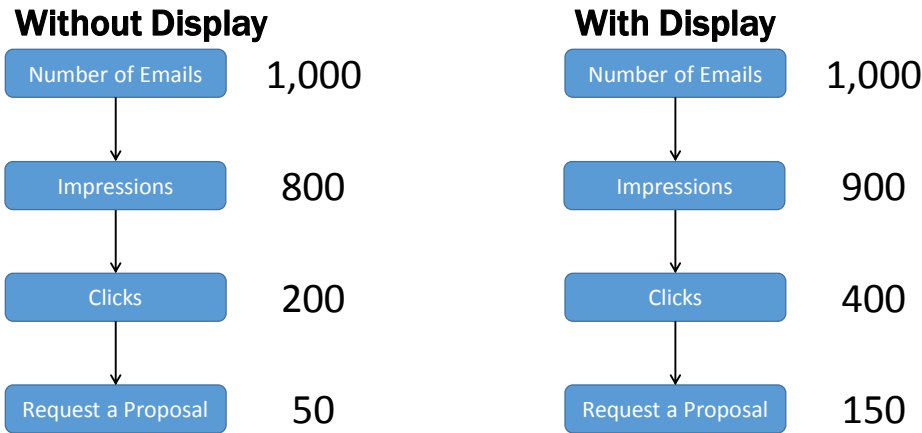 Without Display
Number of Emails 1,000
Impressions 800
Clicks 200
Request a Proposal 50
With Display
Number of Emails 1,000
Impressions 900
Clicks 400
Request a Proposal 150